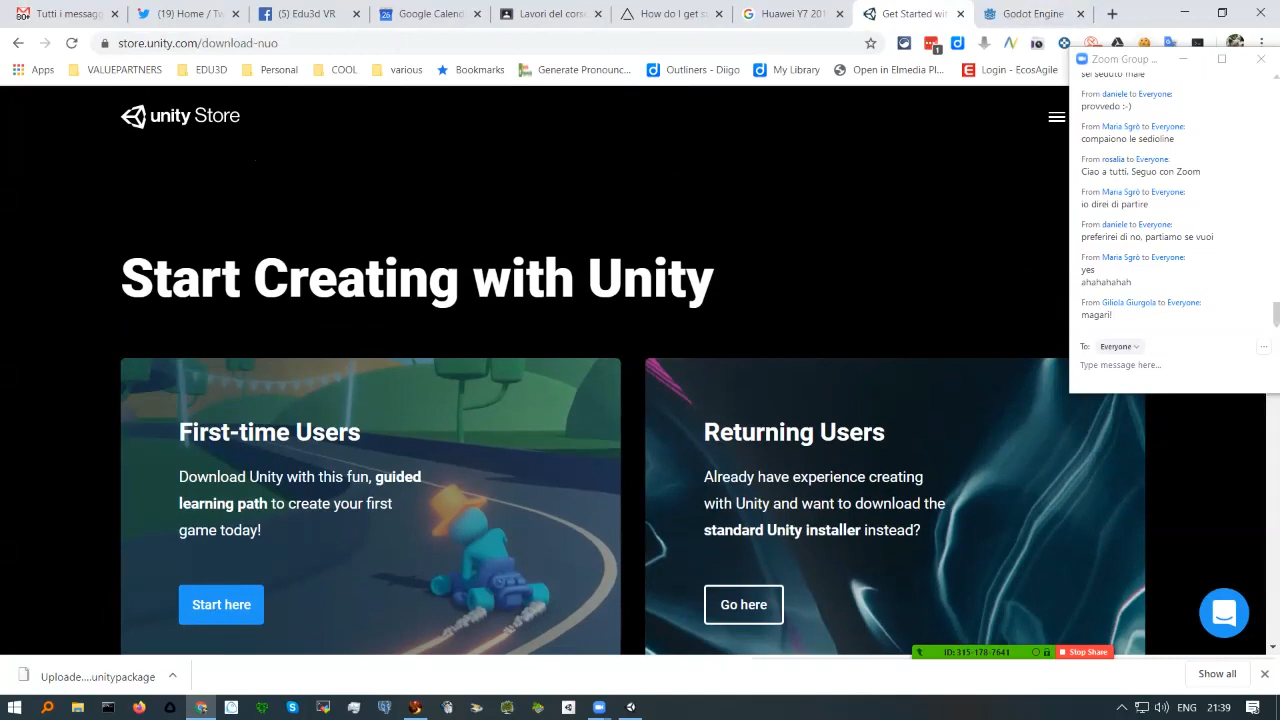 Tutti i messag
(19) Home / Tw
(5) Edu3d VR
Google Calend
Lavori del cors
How do I get s
Huawei Y7 201
Get Started wit
Godot Engine
store.unity.com/download-nuo
Apps
VALUEPARTNERS
EDU3D
Personal
COOL
various
Star Bookmarks
Generate Pronounc...
Outliners - Diigo
My Library
Open in Elmedia Pl...
Login - EcosAgile
Zoom Group ...
sei seduto male
From daniele to Everyone:
provvedo :-)
From Maria Sgrò to Everyone:
compaiono le sedioline
From rosalia to Everyone:
Ciao a tutti. Seguo con Zoom
From Maria Sgrò to Everyone:
io direi di partire
From daniele to Everyone:
preferirei di no, partiamo se vuoi
From Maria Sgrò to Everyone:
yes
ahahahahah
From Giliola Giurgola to Everyone:
magari!
To: Everyone
Type message here...
unity Store
Start Creating with Unity
First-time Users
Download Unity with this fun, guided
learning path to create your first
game today!
Start here
Returning Users
Already have experience creating
with Unity and want to download the
standard Unity installer instead?
Go here
ID: 315-178-7641
Stop Share
Uploade....unitypackage
Show all
ENG
21:39